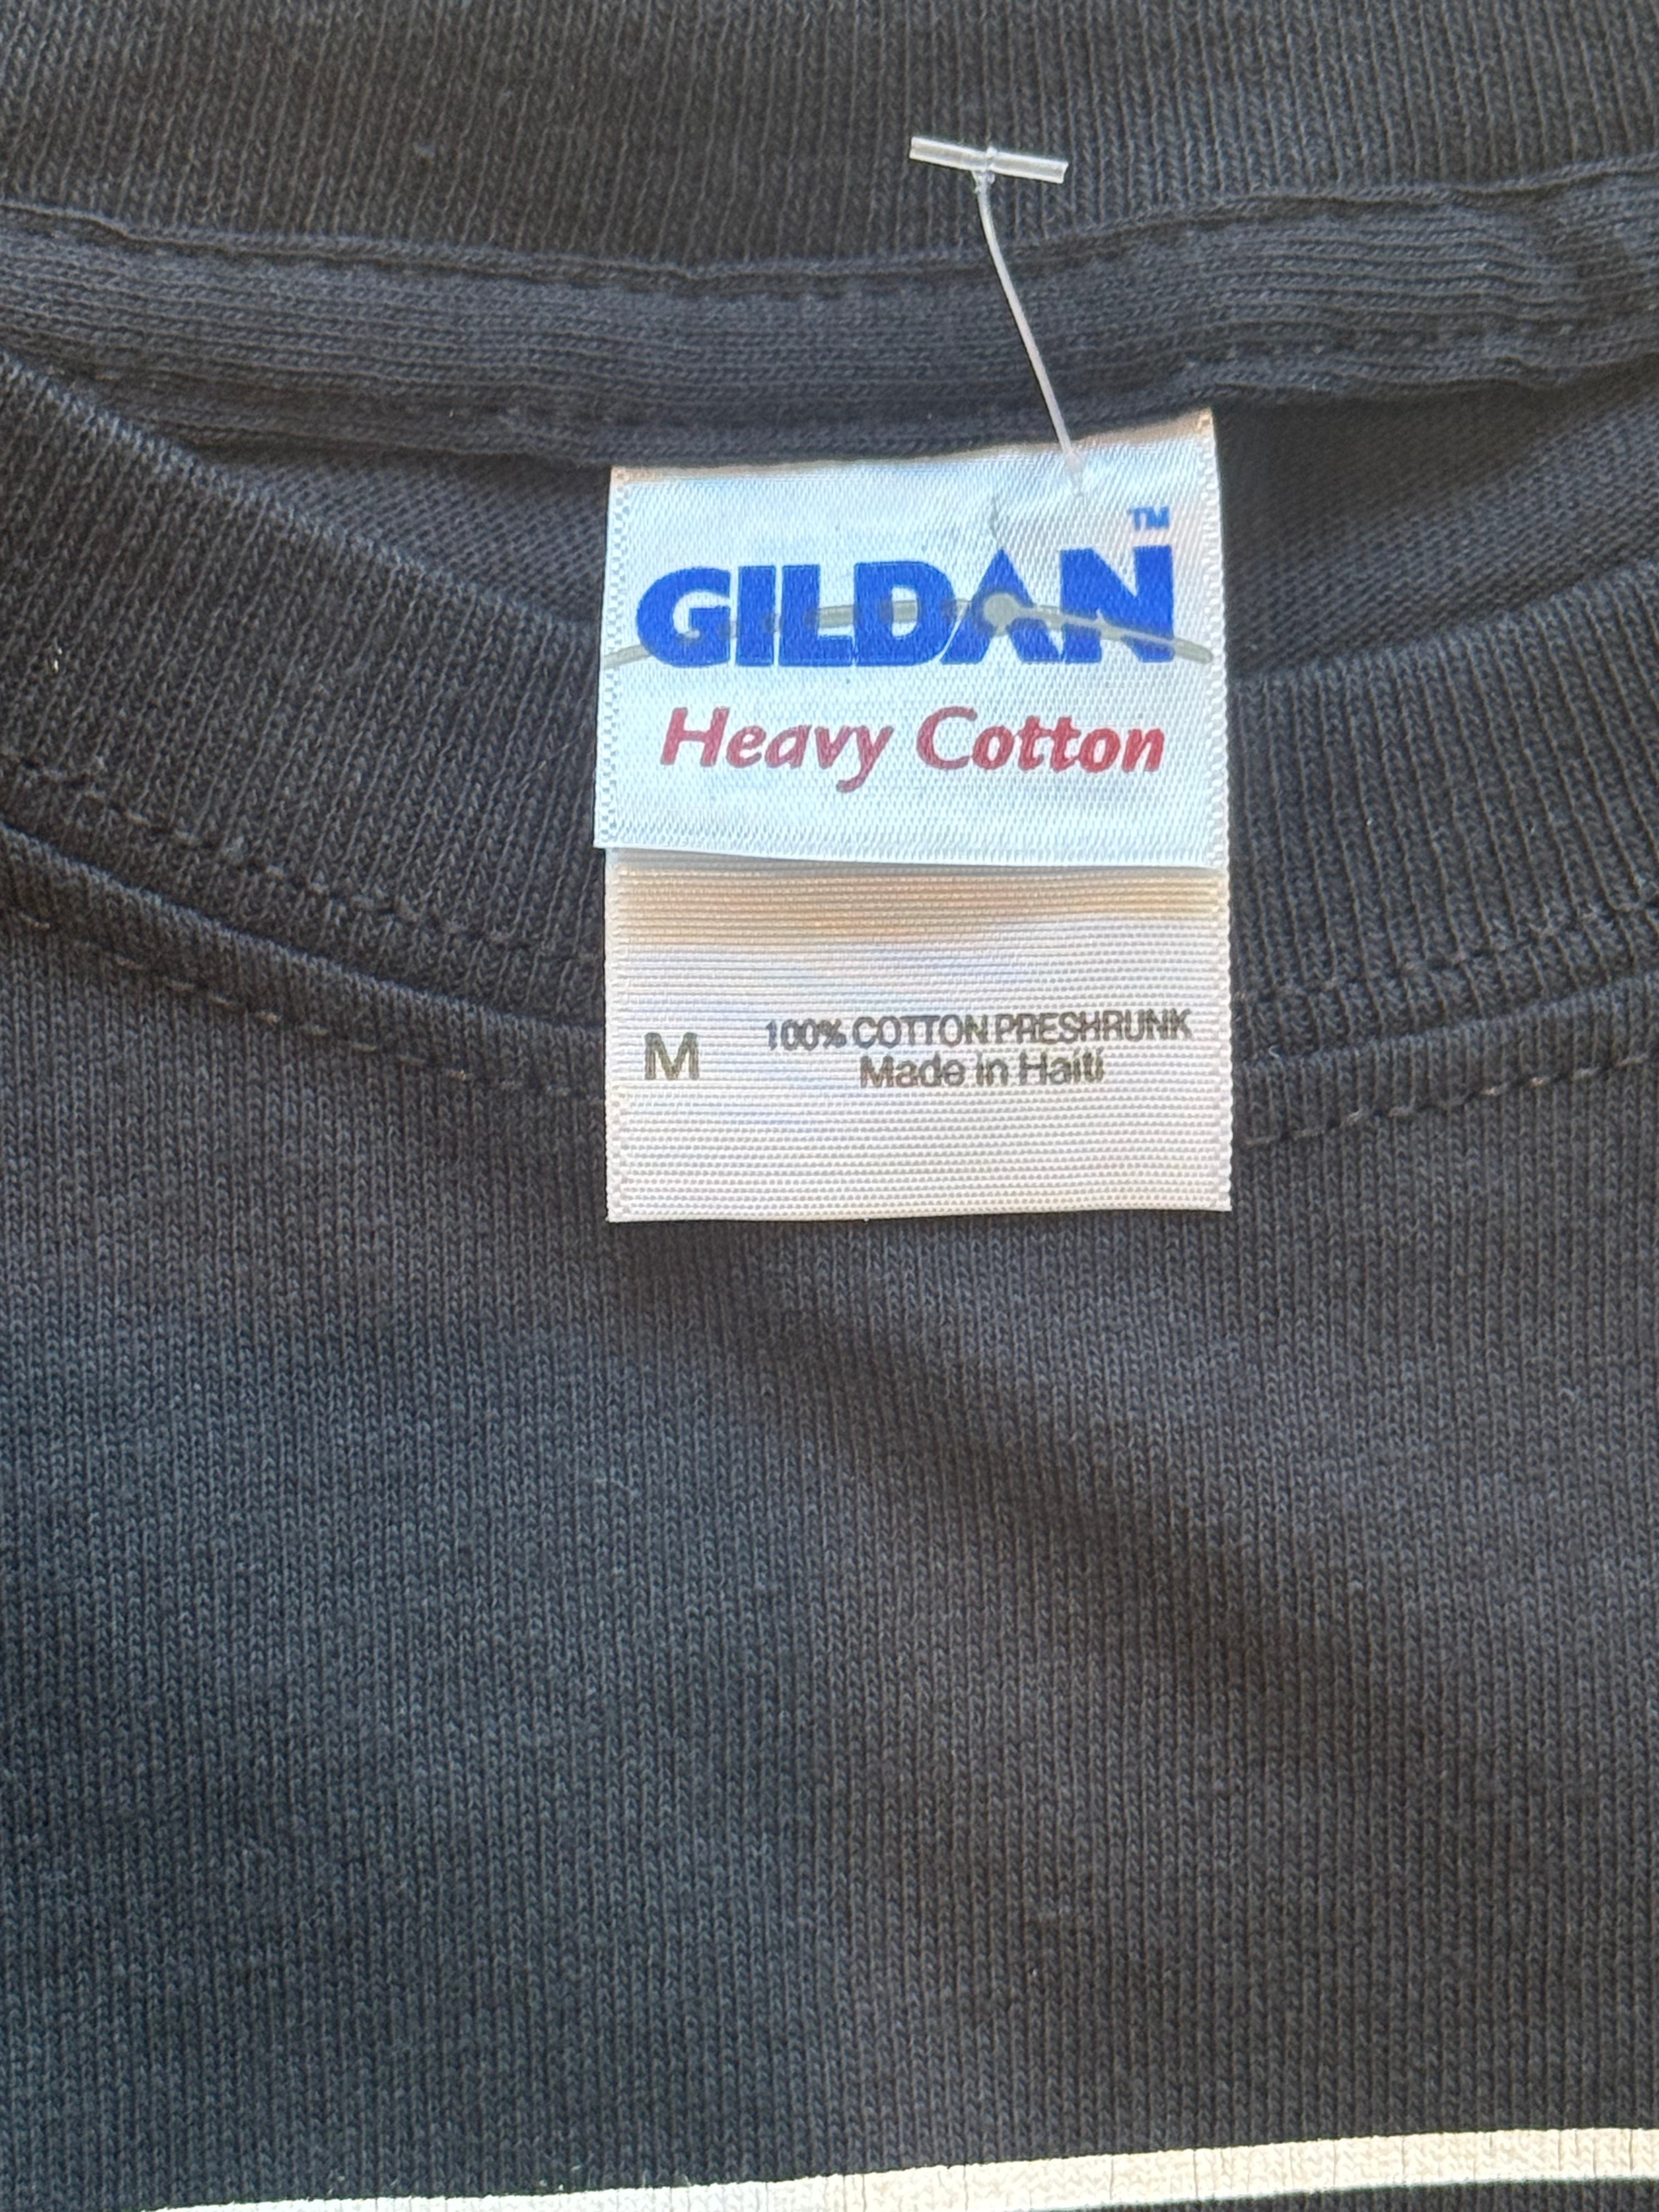 GILDAN™
Heavy Cotton
M 100% COTTON PRESHRUNK
Made in Haiti